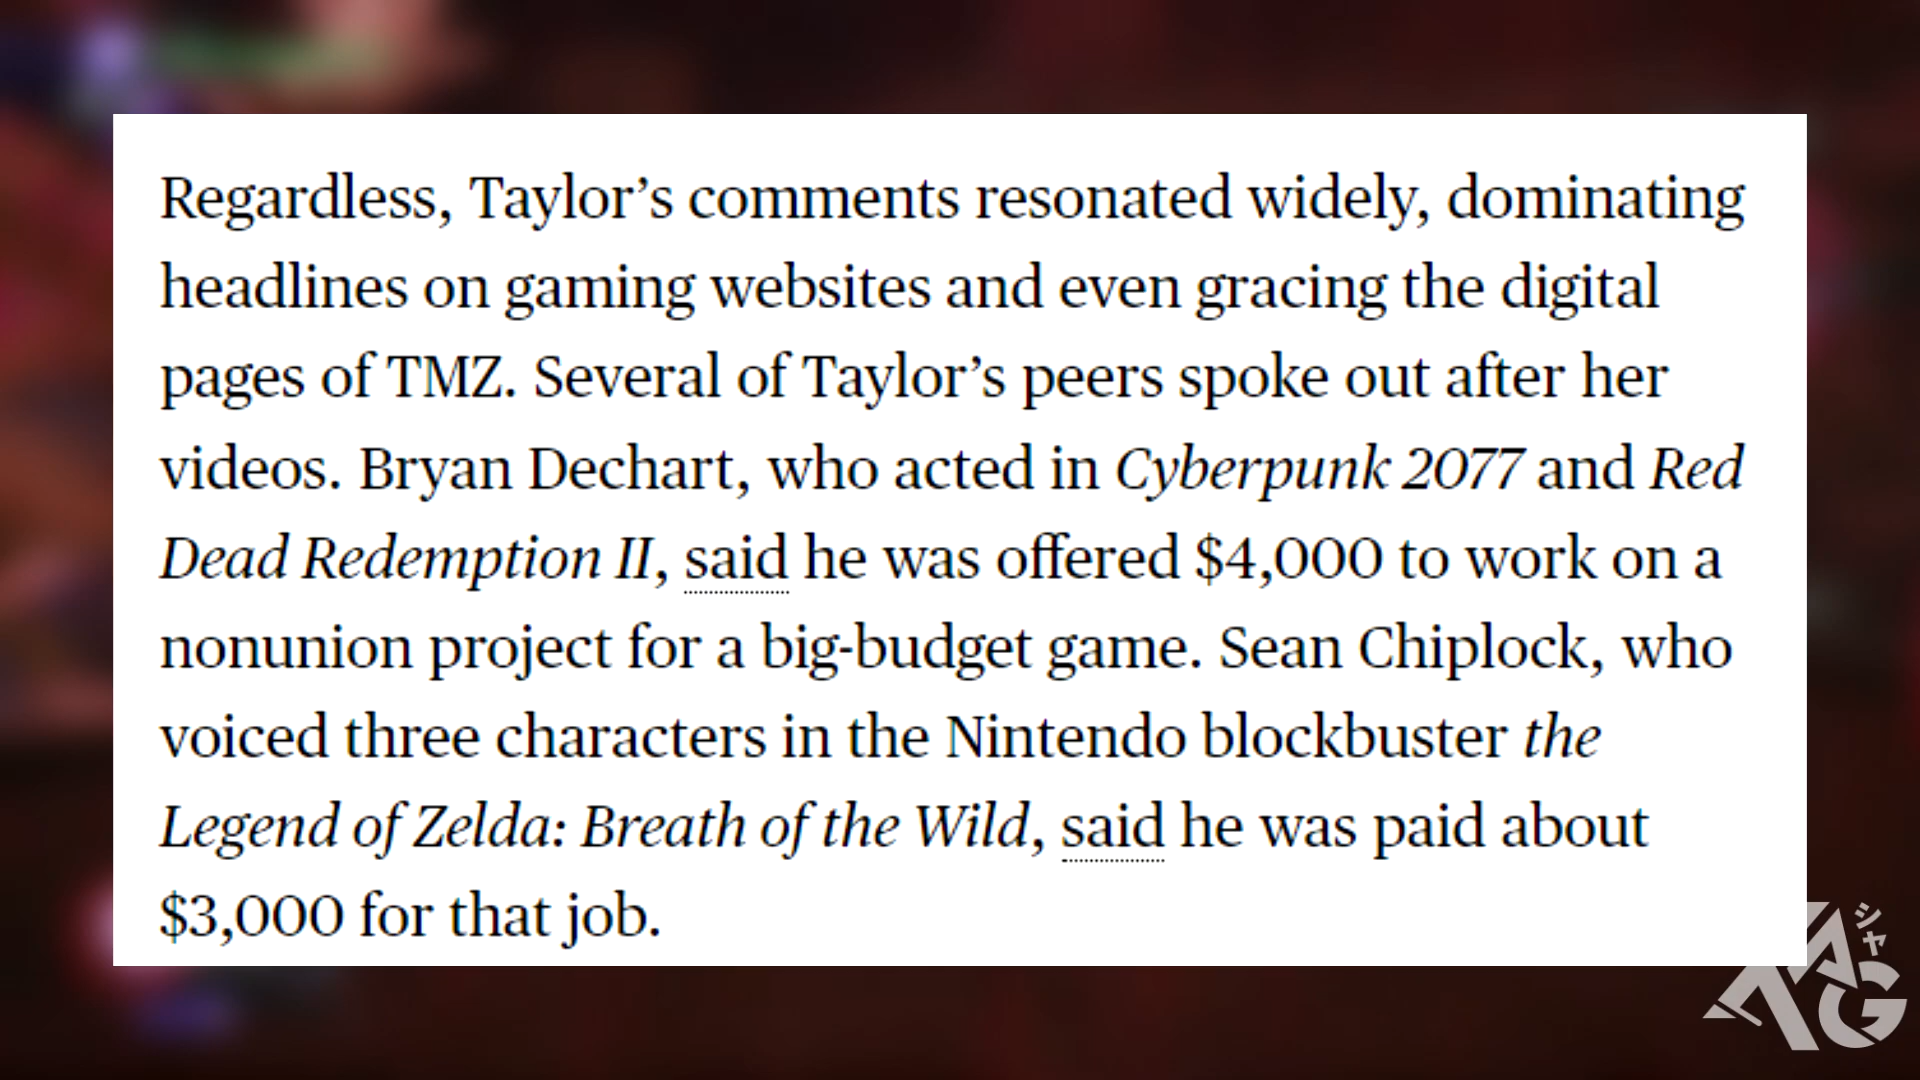 Regardless, Taylor’s comments resonated widely, dominating
headlines on gaming websites and even gracing the digital
pages of TMZ. Several of Taylor’s peers spoke out after her
videos. Bryan Dechart, who acted in Cyberpunk 2077 and Red
Dead Redemption II, said he was offered $4,000 to work on a
nonunion project for a big-budget game. Sean Chiplock, who
voiced three characters in the Nintendo blockbuster the
Legend of Zelda: Breath of the Wild, said he was paid about
$3,000 for that job.
シャ